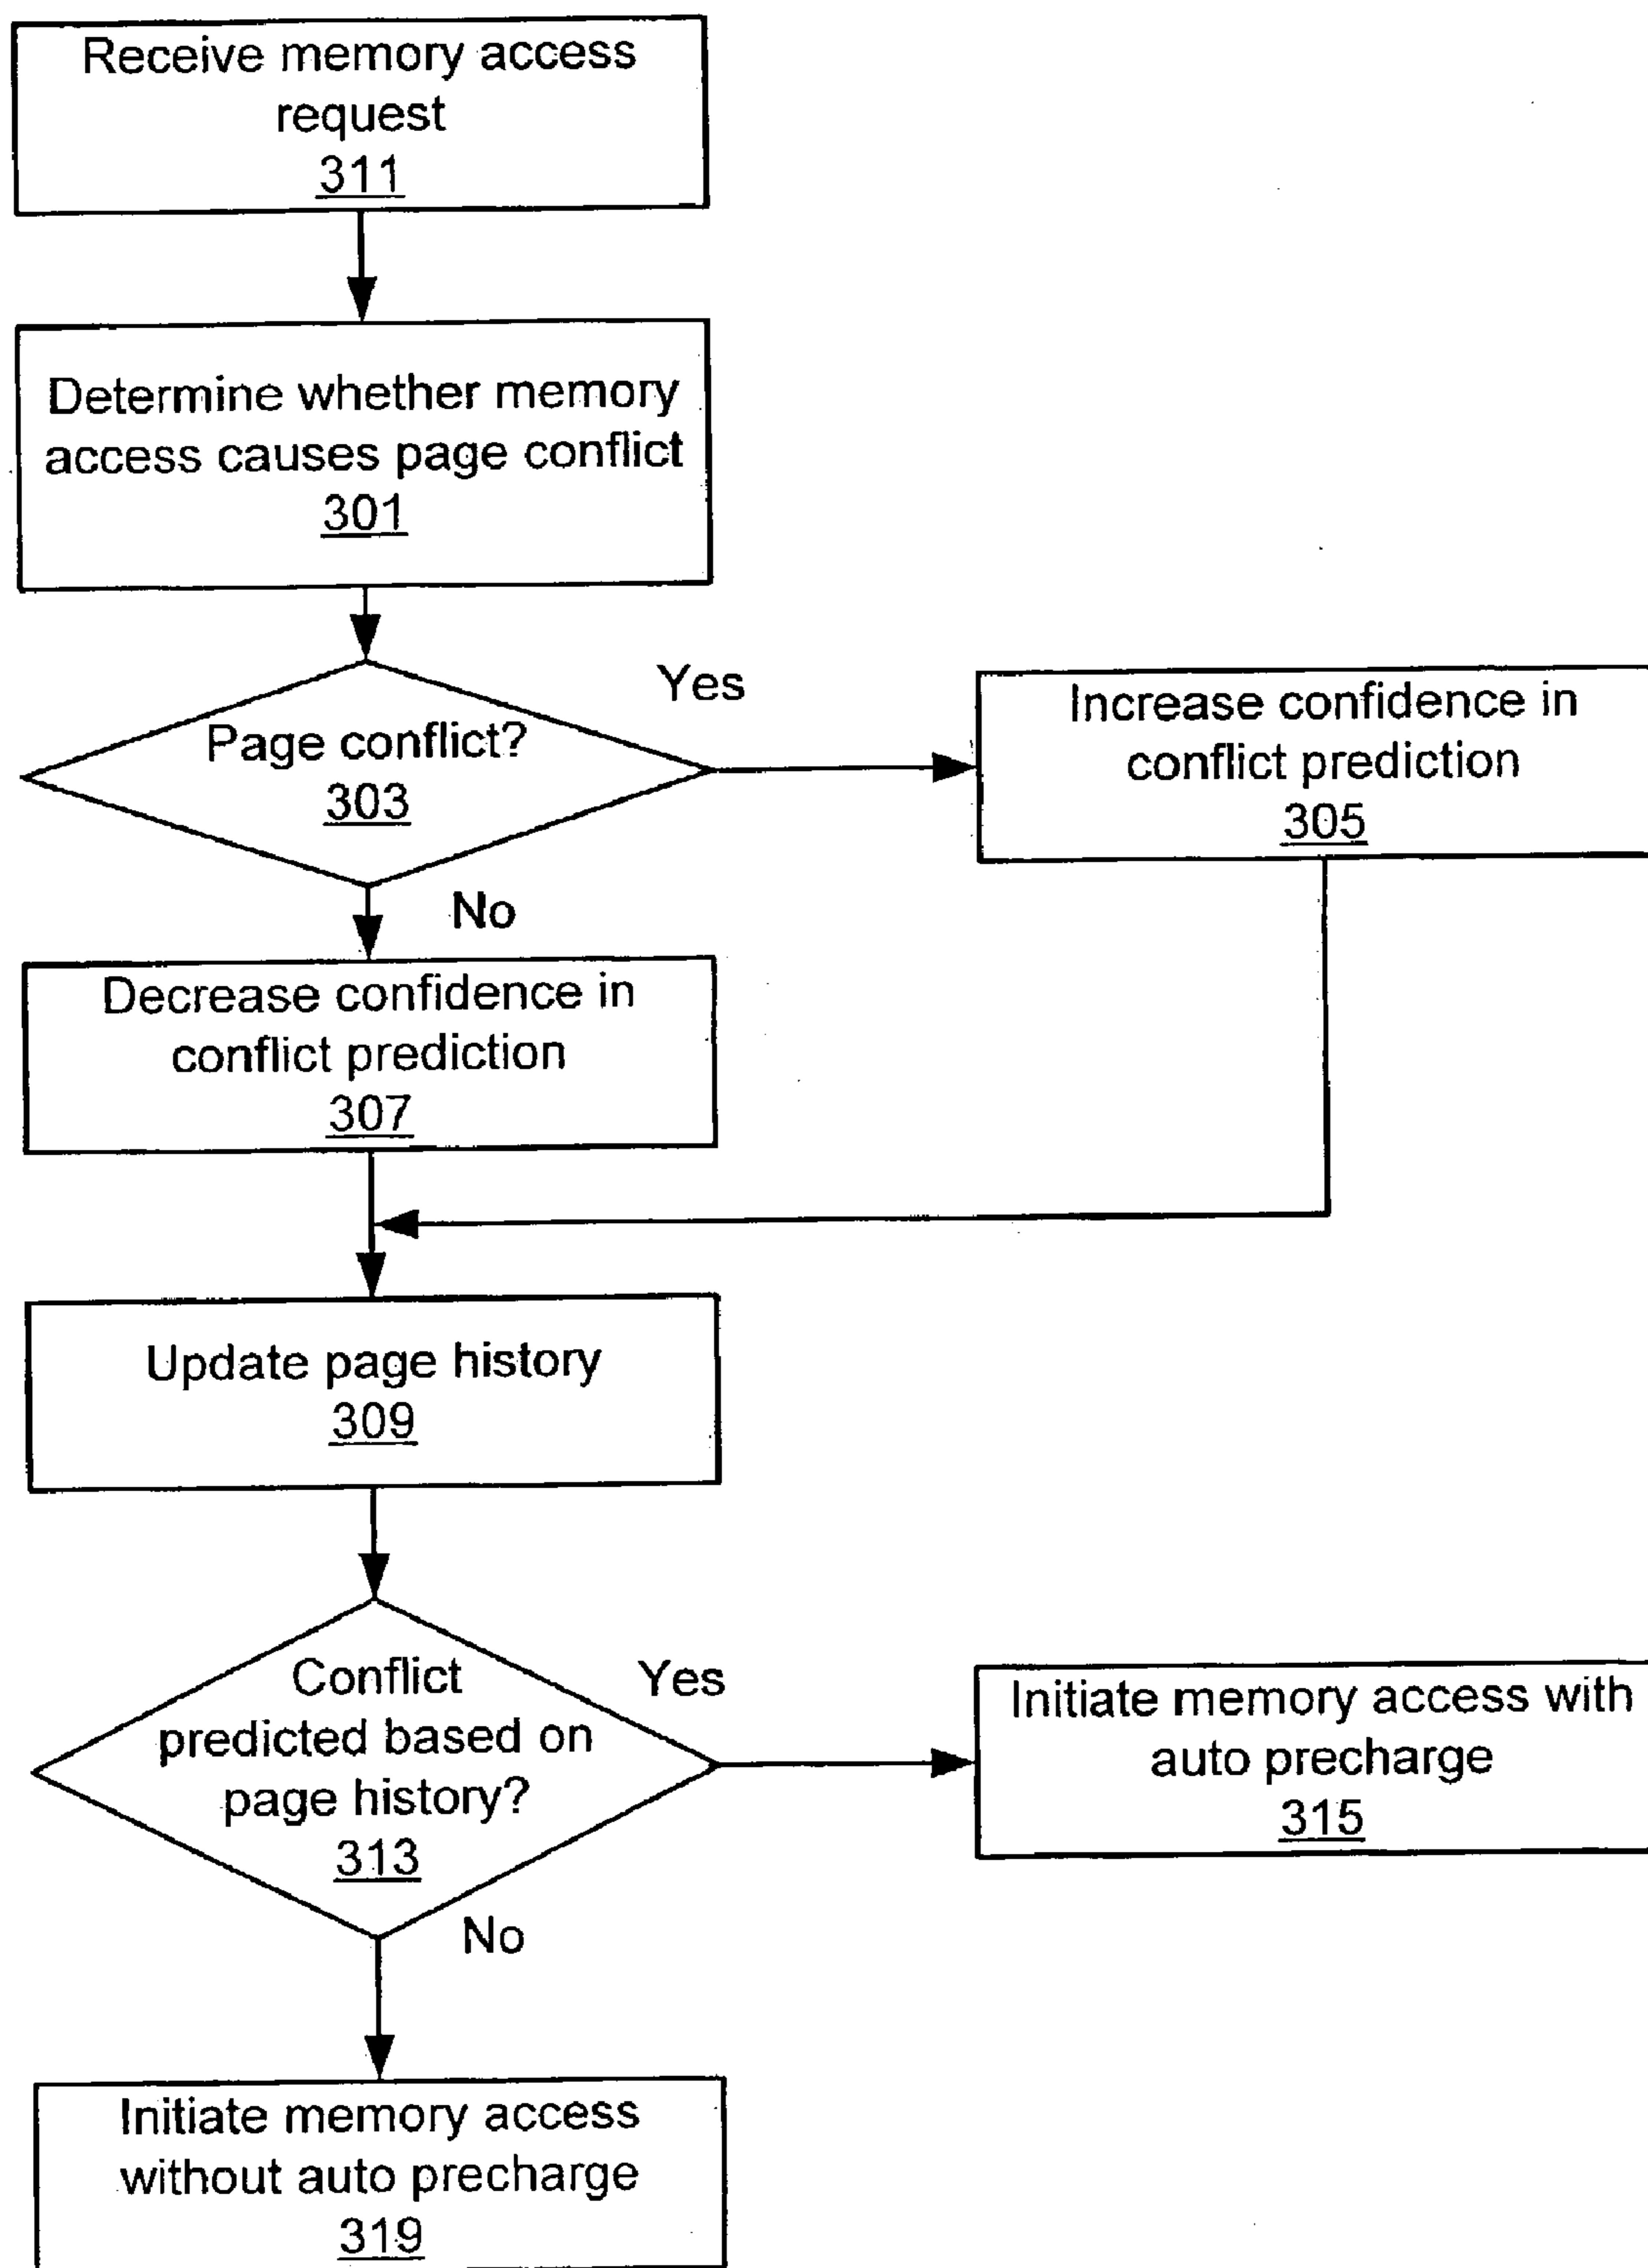 Receive memory access
request
311
Determine whether memory
access causes page conflict
301
Yes
Page conflict?
303
Increase confidence in
conflict prediction
305
No
Decrease confidence in
conflict prediction
307
Update page history
309
Conflict
predicted based on
page history?
313
Yes
Initiate memory access with
auto precharge
315
No
Initiate memory access
without auto precharge
319